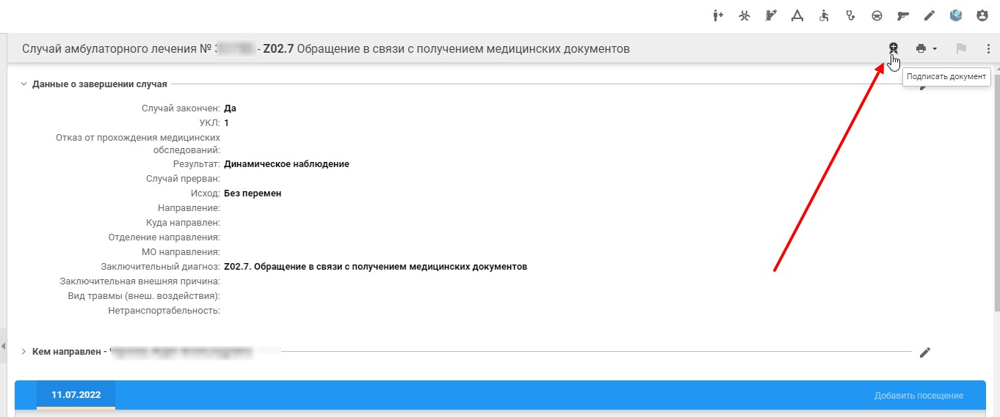 Случай амбулаторного лечения № - Z02.7 Обращение в связи с получением медицинских документов
Подписать документ
Данные о завершении случая
Случай закончен: Да
УКЛ: 1
Отказ от прохождения медицинских
обследований:
Результат: Динамическое наблюдение
Случай прерван:
Исход: Без перемен
Направление:
Куда направлен:
Отделение направления:
МО направления:
Заключительный диагноз: Z02.7. Обращение в связи с получением медицинских документов
Заключительная внешняя причина:
Вид травмы (внеш. воздействия):
Нетранспортабельность:
Кем направлен -
11.07.2022
Добавить посещение